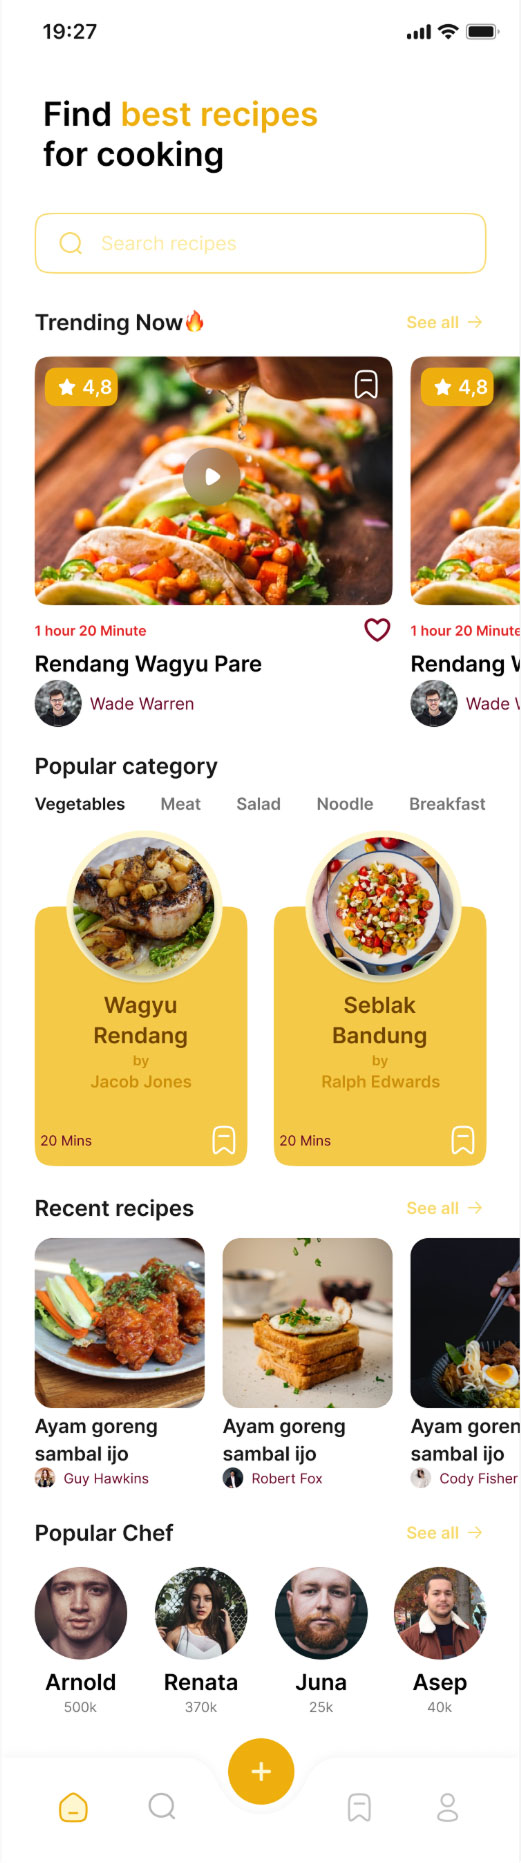 19:27
Find best recipes
for cooking
Search recipes
Trending Now🔥
See all →
4,8
4,8
1 hour 20 Minute
1 hour 20 Minute
Rendang Wagyu Pare
Rendang
Wade Warren
Wade
Popular category
Vegetables Meat Salad Noodle Breakfast
Wagyu
Rendang
by
Jacob Jones
20 Mins
Seblak
Bandung
by
Ralph Edwards
20 Mins
Recent recipes
See all →
Ayam goreng
sambal ijo
Guy Hawkins
Ayam goreng
sambal ijo
Robert Fox
Ayam goren
sambal ijo
Cody Fisher
Popular Chef
See all →
Arnold
500k
Renata
370k
Juna
25k
Asep
40k